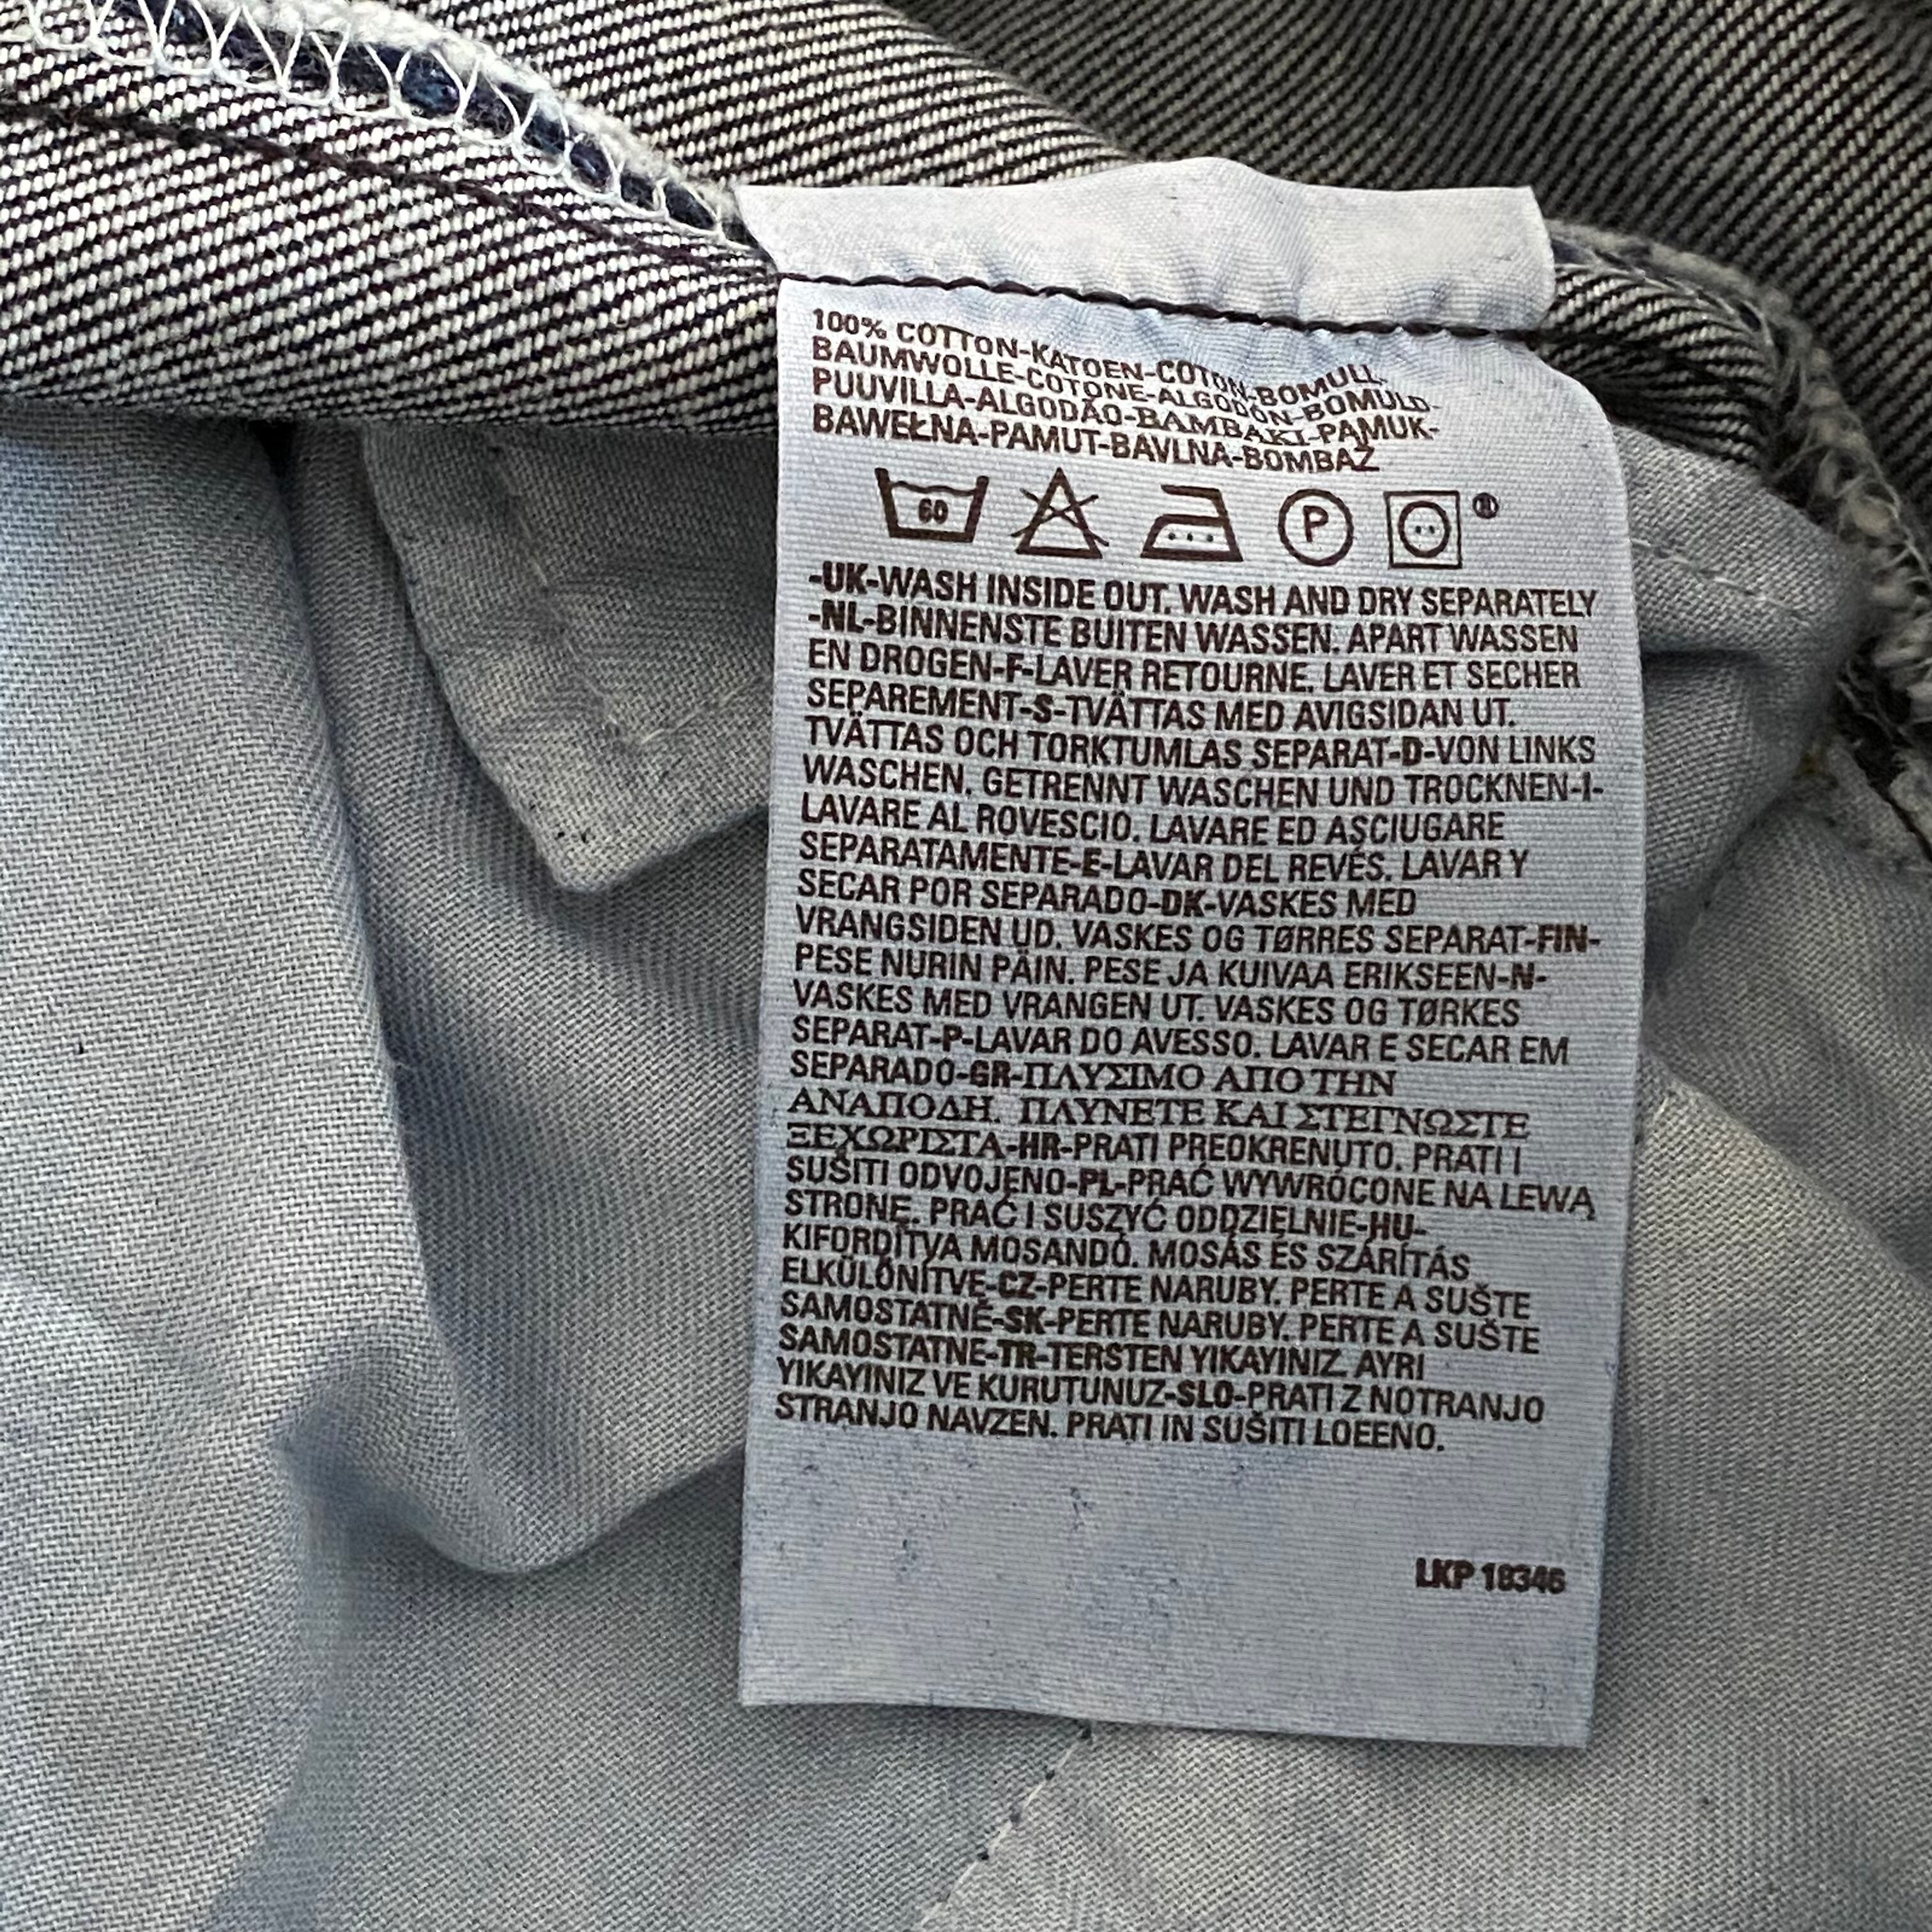 100% COTTON-KATOEN-COTON-BOMULL-
BAUMWOLLE-COTONE-ALGODÓN-BOMULD-
PUUVILLA-ALGODÃO-BAMBAKI-PAMUK-
BAWEŁNA-PAMUT-BAVLNA-BOMBAŽ
60 P ®
-UK-WASH INSIDE OUT. WASH AND DRY SEPARATELY
-NL-BINNENSTE BUITEN WASSEN. APART WASSEN
EN DROGEN-F-LAVER RETOURNE. LAVER ET SECHER
SEPAREMENT-S-TVÄTTAS MED AVIGSIDAN UT.
TVÄTTAS OCH TORKTUMLAS SEPARAT-D-VON LINKS
WASCHEN. GETRENNT WASCHEN UND TROCKNEN-I-
LAVARE AL ROVESCIO. LAVARE ED ASCIUGARE
SEPARATAMENTE-E-LAVAR DEL REVÉS. LAVAR Y
SECAR POR SEPARADO-DK-VASKES MED
VRANGSIDEN UD. VASKES OG TØRRES SEPARAT-FIN-
PESE NURIN PÄIN. PESE JA KUIVAA ERIKSEEN-N-
VASKES MED VRANGEN UT. VASKES OG TØRKES
SEPARAT-P-LAVAR DO AVESSO. LAVAR E SECAR EM
SEPARADO-GR-ΠΛΥΣΙΜΟ ΑΠΟ ΤΗΝ
ΑΝΑΠΟΔΗ. ΠΛΥΝΕΤΕ ΚΑΙ ΣΤΕΓΝΩΣΤΕ
ΞΕΧΩΡΙΣΤΑ-HR-PRATI PREOKRENUTO. PRATI I
SUŠITI ODVOJENO-PL-PRAĆ WYWRÓCONE NA LEWĄ
STRONĘ. PRAĆ I SUSZYĆ ODDZIELNIE-HU-
KIFORDÍTVA MOSANDÓ. MOSÁS ÉS SZÁRÍTÁS
ELKÜLÖNÍTVE-CZ-PERTE NARUBY. PERTE A SUŠTE
SAMOSTATNĚ-SK-PERTE NARUBY. PERTE A SUŠTE
SAMOSTATNE-TR-TERSTEN YIKAYINIZ. AYRI
YIKAYINIZ VE KURUTUNUZ-SLO-PRATI Z NOTRANJO
STRANJO NAVZEN. PRATI IN SUŠITI LOEENO.
LKP 18346